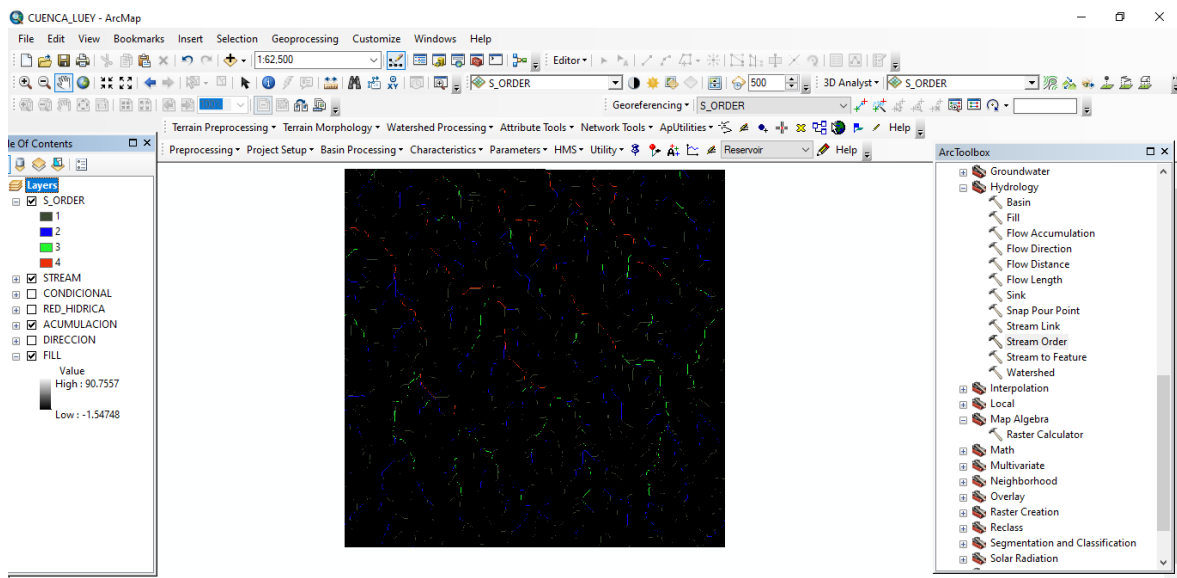 CUENCA_LUEY - ArcMap
File Edit View Bookmarks Insert Selection Geoprocessing Customize Windows Help
1:62,500 Editor
S_ORDER 500 3D Analyst S_ORDER
100% Georeferencing S_ORDER
Terrain Preprocessing Terrain Morphology Watershed Processing Attribute Tools Network Tools ApUtilities Help
Preprocessing Project Setup Basin Processing Characteristics Parameters HMS Utility Reservoir Help
le Of Contents
Layers
S_ORDER
1
2
3
4
STREAM
CONDICIONAL
RED_HIDRICA
ACUMULACION
DIRECCION
FILL
Value
High : 90.7557
Low : -1.54748
ArcToolbox
Groundwater
Hydrology
Basin
Fill
Flow Accumulation
Flow Direction
Flow Distance
Flow Length
Sink
Snap Pour Point
Stream Link
Stream Order
Stream to Feature
Watershed
Interpolation
Local
Map Algebra
Raster Calculator
Math
Multivariate
Neighborhood
Overlay
Raster Creation
Reclass
Segmentation and Classification
Solar Radiation